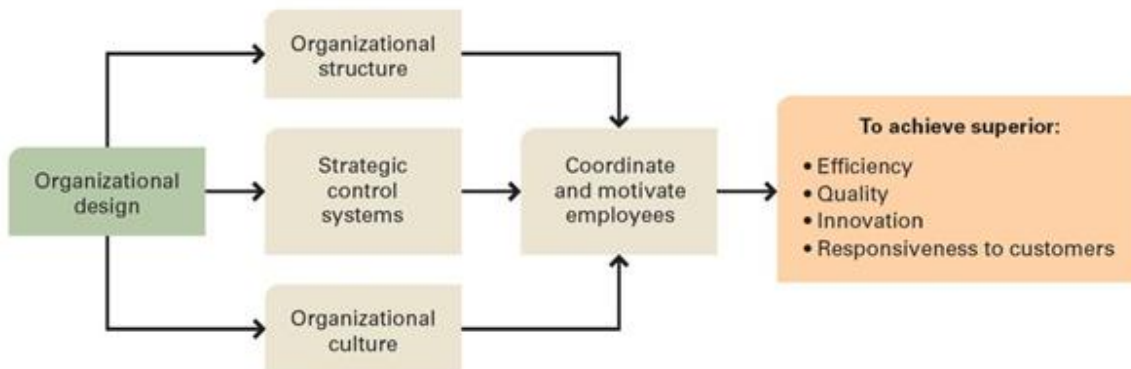 Organizational
structure
Organizational
design
Strategic
control
systems
Coordinate
and motivate
employees
Organizational
culture
To achieve superior:
• Efficiency
• Quality
• Innovation
• Responsiveness to customers